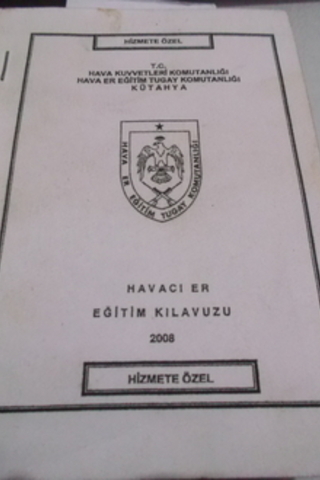 HİZMETE ÖZEL
T.C.
HAVA KUVVETLERİ KOMUTANLIĞI
HAVA ER EĞİTİM TUGAY KOMUTANLIĞI
KÜTAHYA
HAVA ER EĞİTİM TUGAY KOMUTANLIĞI
HAVACI ER
EĞİTİM KILAVUZU
2008
HİZMETE ÖZEL